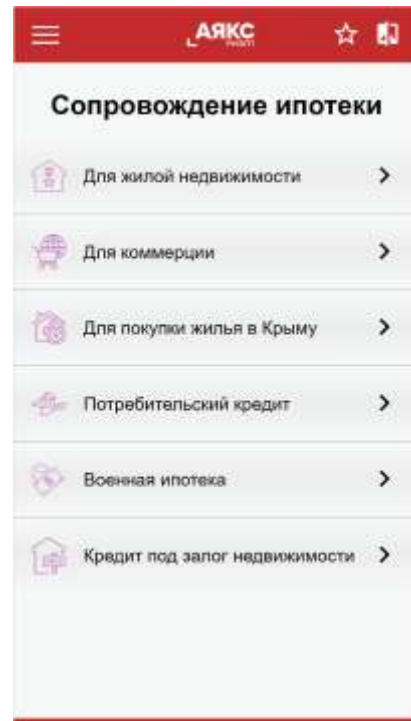 АЯКС
Сопровождение ипотеки
Для жилой недвижимости
Для коммерции
Для покупки жилья в Крыму
Потребительский кредит
Военная ипотека
Кредит под залог недвижимости